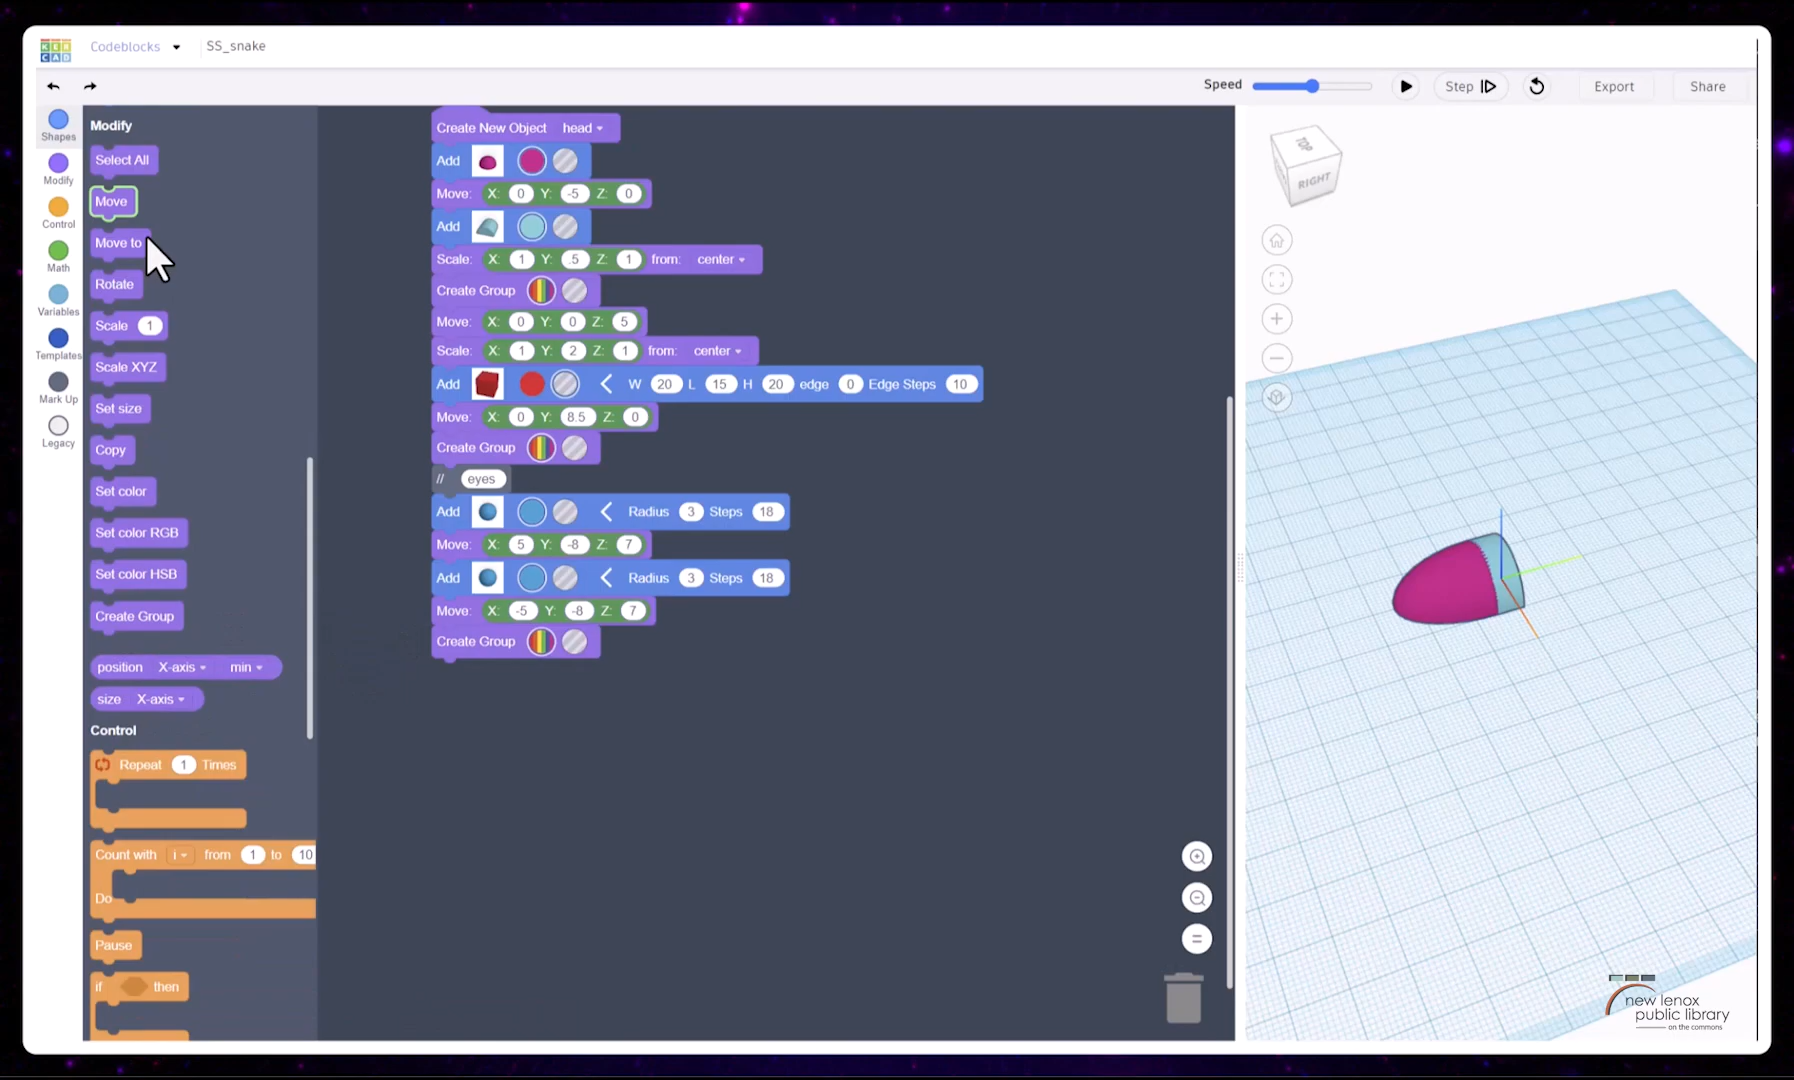 KER
CAD
Codeblocks SS_snake
Speed Step Export Share
Shapes
Modify
Control
Math
Variables
Templates
Mark Up
Legacy
Modify
Select All
Move
Move to
Rotate
Scale 1
Scale XYZ
Set size
Copy
Set color
Set color RGB
Set color HSB
Create Group
position X-axis min
size X-axis
Control
Repeat 1 Times
Count with i from 1 to 10
Do
Pause
if then
Create New Object head
Add
Move: X: 0 Y: -5 Z: 0
Add
Scale: X: 1 Y: .5 Z: 1 from: center
Create Group
Move: X: 0 Y: 0 Z: 5
Scale: X: 1 Y: 2 Z: 1 from: center
Add W 20 L 15 H 20 edge 0 Edge Steps 10
Move: X: 0 Y: 8.5 Z: 0
Create Group
// eyes
Add Radius 3 Steps 18
Move: X: 5 Y: -8 Z: 7
Add Radius 3 Steps 18
Move: X: -5 Y: -8 Z: 7
Create Group
TOP
RIGHT
new lenox
public library
on the commons